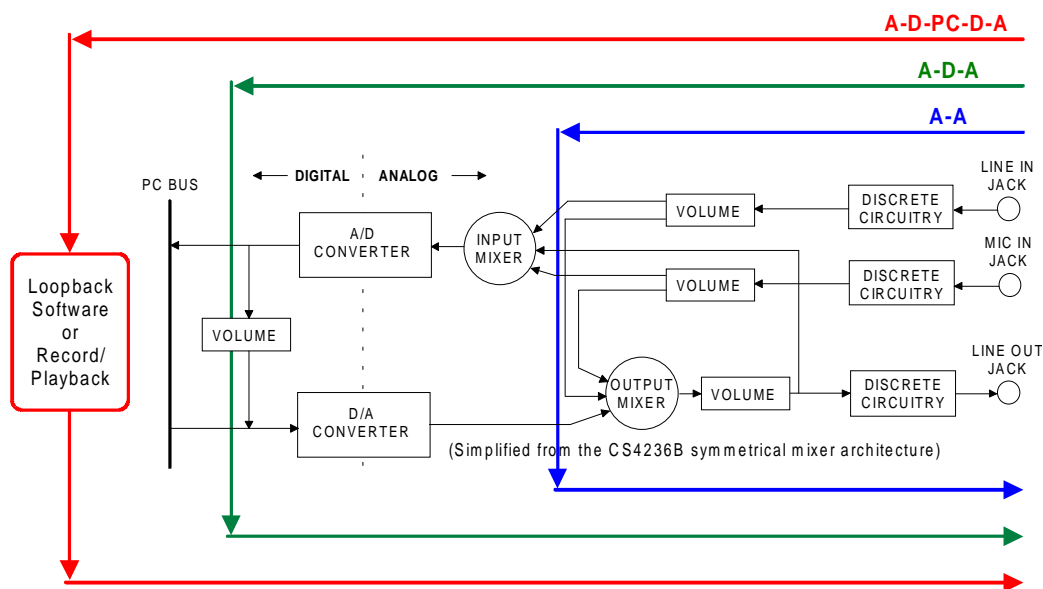 A-D-PC-D-A
A-D-A
A-A
DIGITAL
ANALOG
PC BUS
LINE IN
JACK
DISCRETE
CIRCUITRY
VOLUME
A/D
CONVERTER
INPUT
MIXER
MIC IN
JACK
DISCRETE
CIRCUITRY
VOLUME
Loopback
Software
or
Record/
Playback
VOLUME
LINE OUT
JACK
OUTPUT
MIXER
VOLUME
DISCRETE
CIRCUITRY
D/A
CONVERTER
(Simplified from the CS4236B symmetrical mixer architecture)